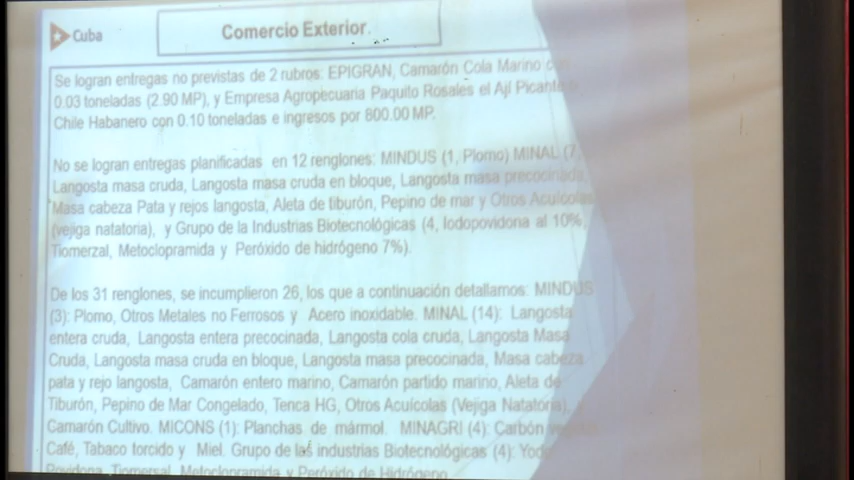 Cuba
Comercio Exterior.
Se logran entregas no previstas de 2 rubros: EPIGRAN, Camarón Cola Marino
0.03 toneladas (2.90 MP), y Empresa Agropecuaria Paquito Rosales el Ají Picante
Chile Habanero con 0.10 toneladas e ingresos por 800.00 MP.
No se logran entregas planificadas en 12 renglones: MINDUS (1, Plomo) MINAL (7,
Langosta masa cruda, Langosta masa cruda en bloque, Langosta masa precocinada,
Masa cabeza Pata y rejos langosta, Aleta de tiburón, Pepino de mar y Otros Acuícolas
(vejiga natatoria), y Grupo de la Industrias Biotecnológicas (4, Iodopovidona al 10%,
Tiomerzal, Metoclopramida y Peróxido de hidrógeno 7%).
De los 31 renglones, se incumplieron 26, los que a continuación detallamos: MINDUS
(3): Plomo, Otros Metales no Ferrosos y Acero inoxidable. MINAL (14): Langosta
entera cruda, Langosta entera precocinada, Langosta cola cruda, Langosta Masa
Cruda, Langosta masa cruda en bloque, Langosta masa precocinada, Masa cabeza
pata y rejo langosta, Camarón entero marino, Camarón partido marino, Aleta de
Tiburón, Pepino de Mar Congelado, Tenca HG, Otros Acuícolas (Vejiga Natatoria),
Camarón Cultivo. MICONS (1): Planchas de mármol. MINAGRI (4): Carbón
Café, Tabaco torcido y Miel. Grupo de las industrias Biotecnológicas (4): Yodo
Povidona, Tiomersal, Metoclopramida y Peróxido de Hidrógeno